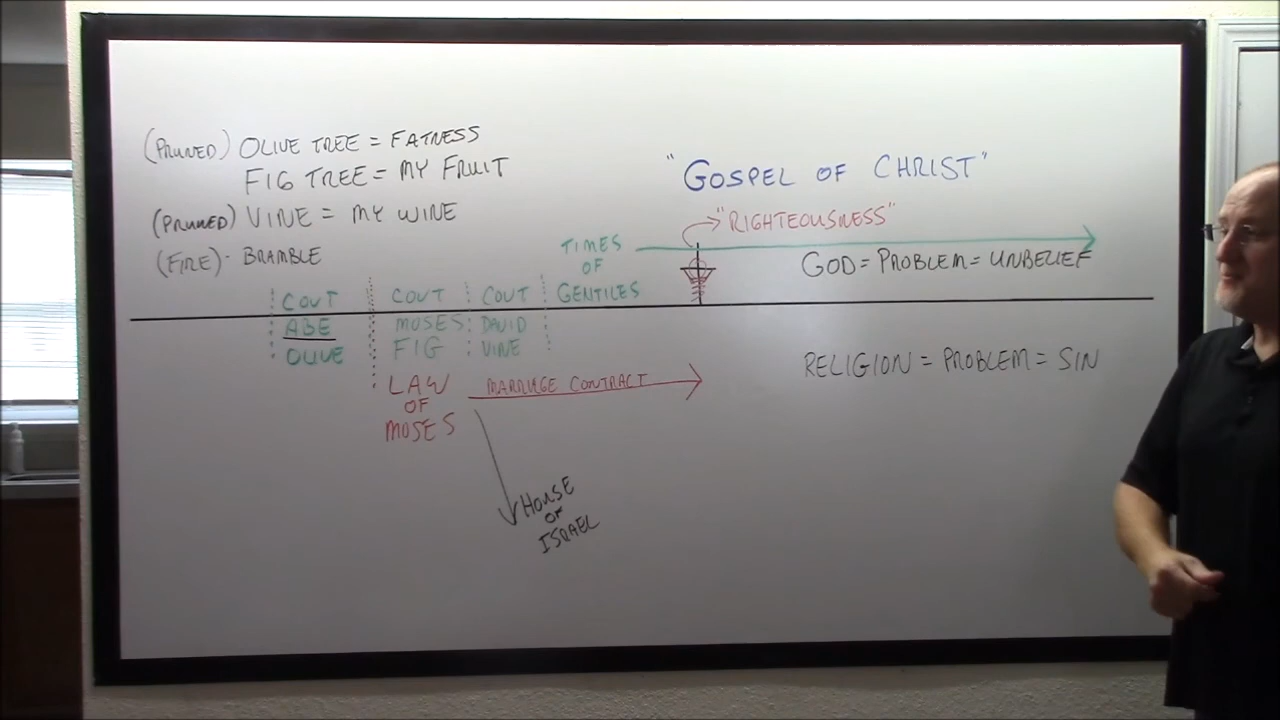 (PRUNED) OLIVE TREE = FATNESS
FIG TREE = MY FRUIT
(PRUNED) VINE = MY WINE
(FIRE)- BRAMBLE
"GOSPEL OF CHRIST"
"RIGHTEOUSNESS"
TIMES
OF
GENTILES
GOD = PROBLEM = UNBELIEF
COVT
ABE
OLIVE
COVT
MOSES
FIG
COVT
DAVID
VINE
LAW
OF
MOSES
MARRIGE CONTRACT
RELIGION = PROBLEM = SIN
HOUSE
OF
ISRAEL